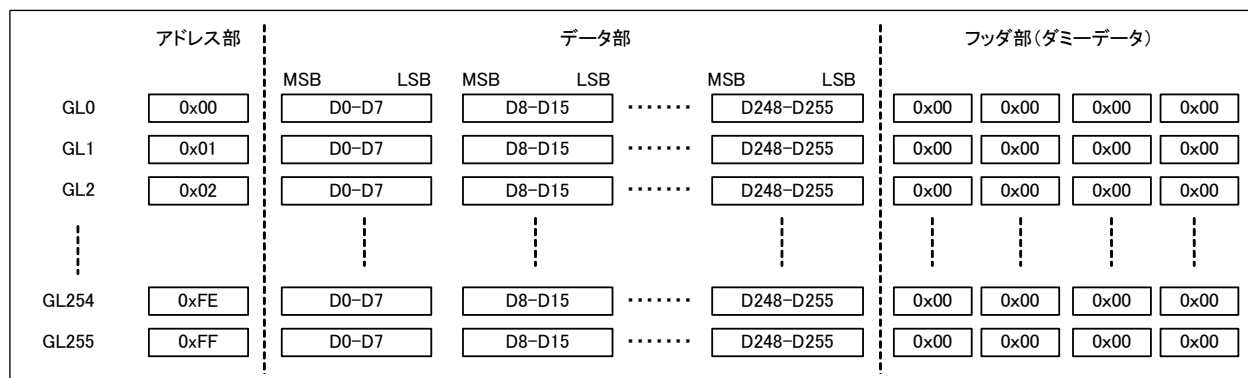 アドレス部 データ部 フッダ部(ダミーデータ)
MSB LSB MSB LSB MSB LSB
GL0 0x00 D0-D7 D8-D15 ······· D248-D255 0x00 0x00 0x00 0x00
GL1 0x01 D0-D7 D8-D15 ······· D248-D255 0x00 0x00 0x00 0x00
GL2 0x02 D0-D7 D8-D15 ······· D248-D255 0x00 0x00 0x00 0x00
GL254 0xFE D0-D7 D8-D15 ······· D248-D255 0x00 0x00 0x00 0x00
GL255 0xFF D0-D7 D8-D15 ······· D248-D255 0x00 0x00 0x00 0x00